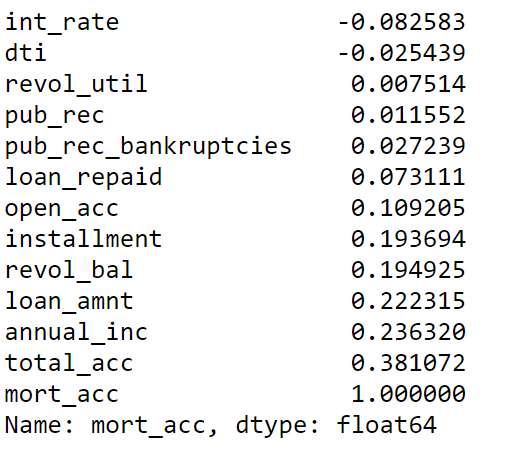 int_rate -0.082583
dti -0.025439
revol_util 0.007514
pub_rec 0.011552
pub_rec_bankruptcies 0.027239
loan_repaid 0.073111
open_acc 0.109205
installment 0.193694
revol_bal 0.194925
loan_amnt 0.222315
annual_inc 0.236320
total_acc 0.381072
mort_acc 1.000000
Name: mort_acc, dtype: float64